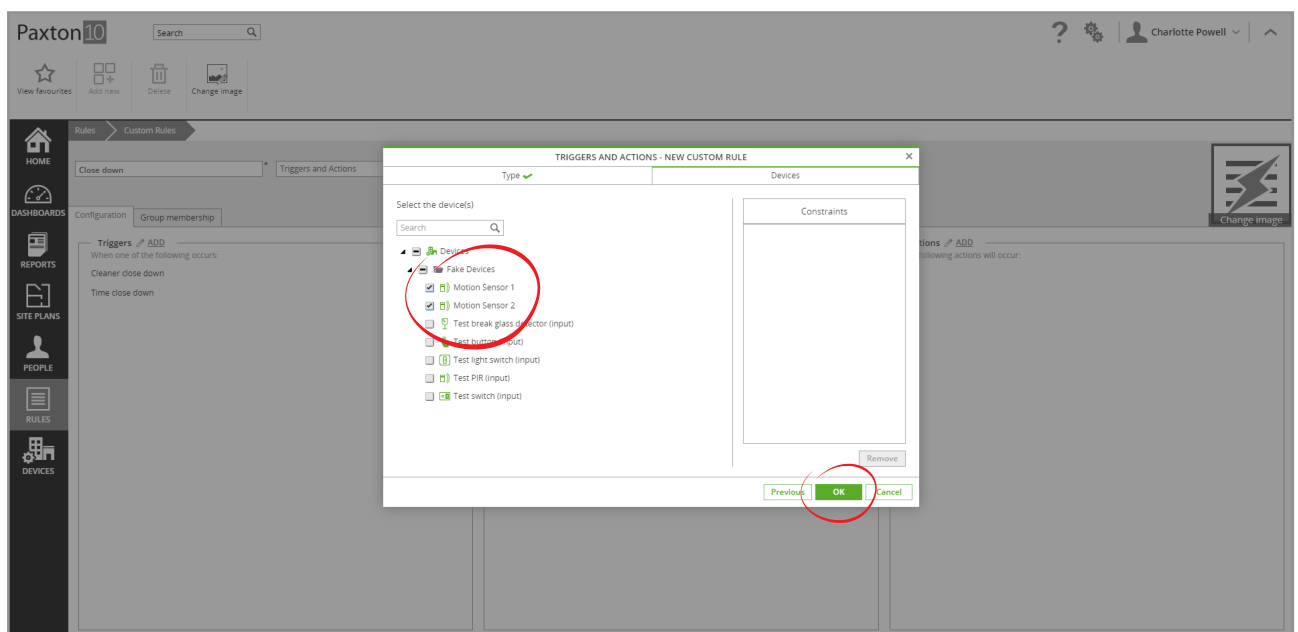 Paxton10
Search
? Charlotte Powell
View favourites
Add new
Delete
Change image
Rules
Custom Rules
HOME
DASHBOARDS
REPORTS
SITE PLANS
PEOPLE
RULES
DEVICES
Close down
*
Triggers and Actions
Change image
Configuration
Group membership
Triggers ADD
When one of the following occurs:
Cleaner close down
Time close down
tions ADD
ollowing actions will occur:
TRIGGERS AND ACTIONS - NEW CUSTOM RULE
Type
Devices
Select the device(s)
Search
Devices
Fake Devices
Motion Sensor 1
Motion Sensor 2
Test break glass detector (input)
Test button (input)
Test light switch (input)
Test PIR (input)
Test switch (input)
Constraints
Remove
Previous
OK
Cancel